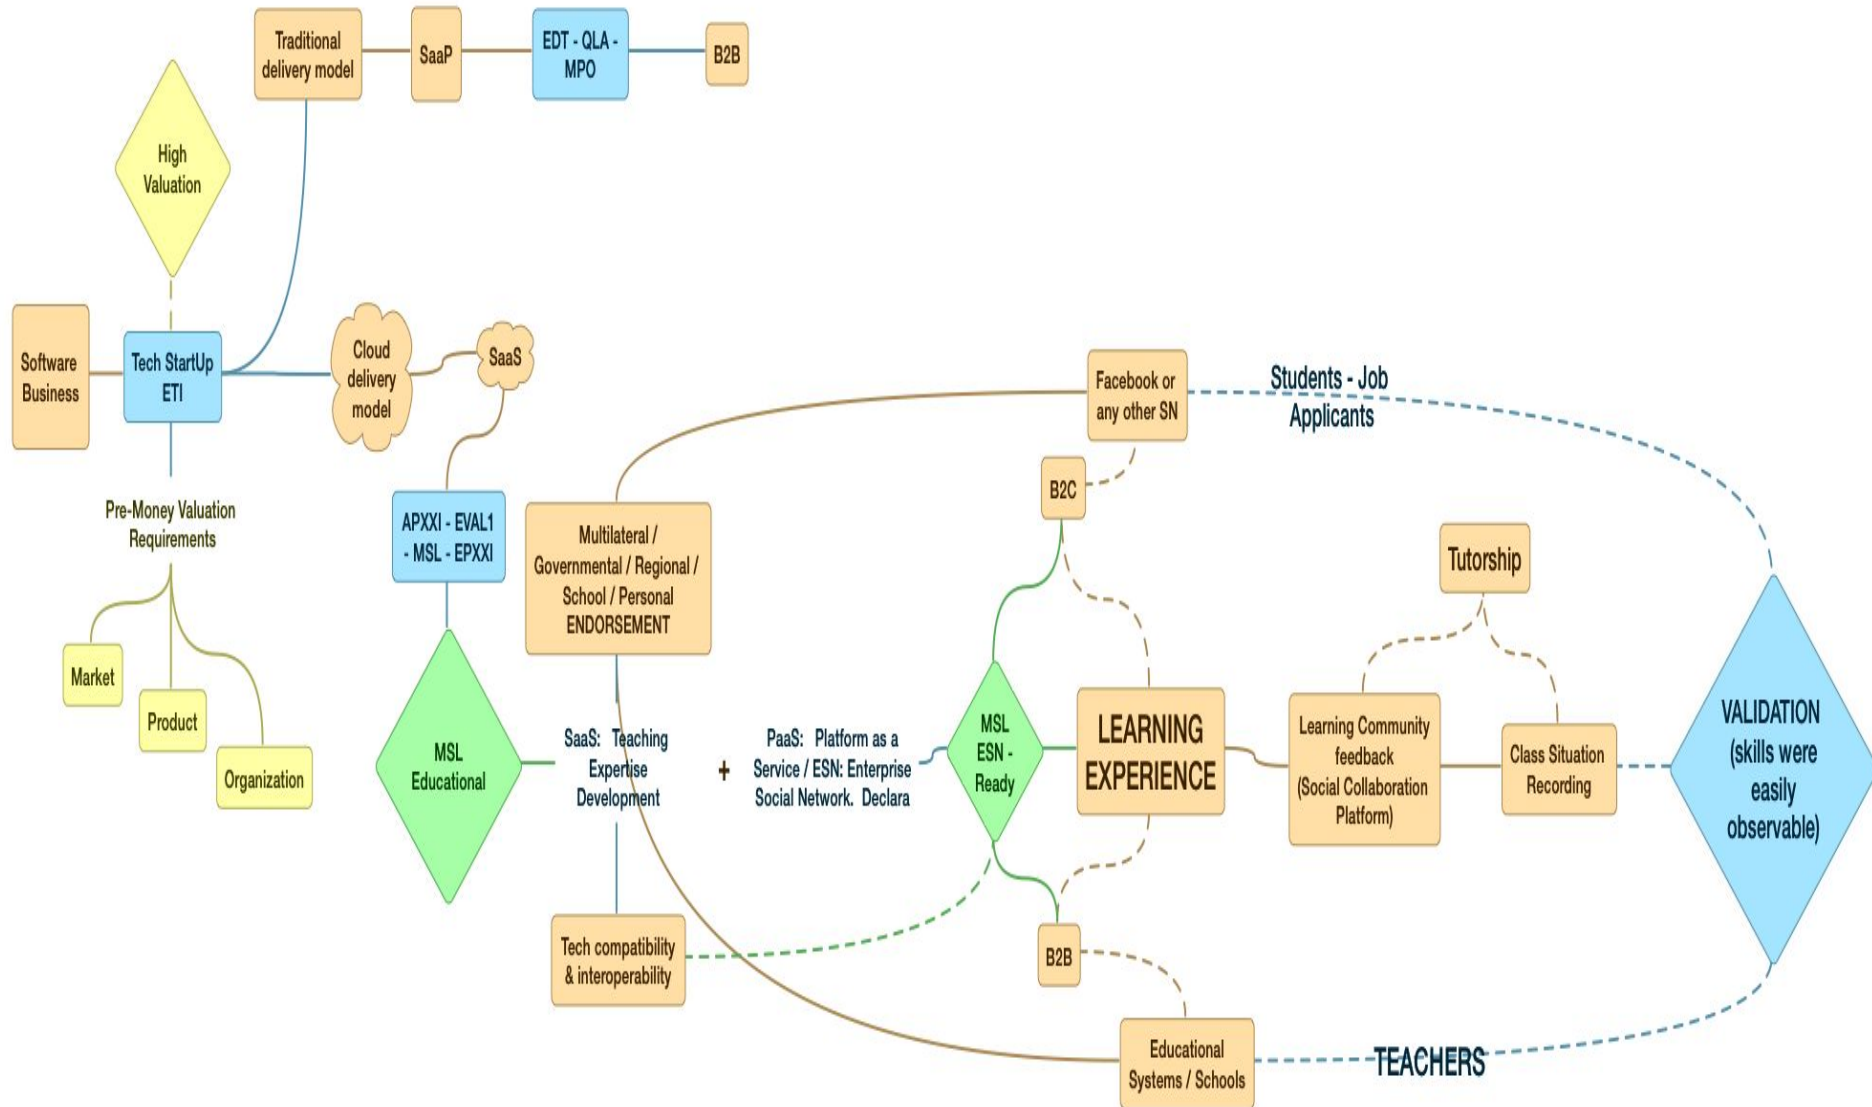 Traditional
delivery model
SaaP
EDT - QLA -
MPO
B2B
High
Valuation
Software
Business
Tech StartUp
ETI
Cloud
delivery
model
SaaS
Pre-Money Valuation
Requirements
Market
Product
Organization
APXXI - EVAL1
- MSL - EPXXI
MSL
Educational
Multilateral /
Governmental / Regional /
School / Personal
ENDORSEMENT
SaaS: Teaching
Expertise
Development
+
PaaS: Platform as a
Service / ESN: Enterprise
Social Network. Declara
Tech compatibility
& interoperability
Facebook or
any other SN
Students - Job
Applicants
B2C
MSL
ESN -
Ready
LEARNING
EXPERIENCE
B2B
Educational
Systems / Schools
TEACHERS
Tutorship
Learning Community
feedback
(Social Collaboration
Platform)
Class Situation
Recording
VALIDATION
(skills were
easily
observable)